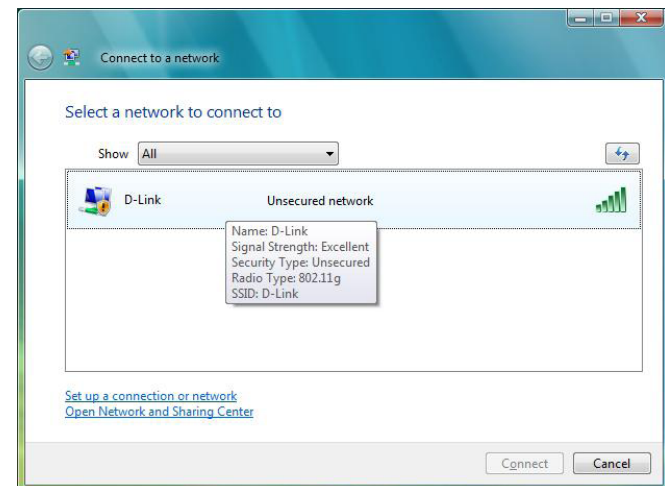 Connect to a network
Select a network to connect to
Show All
D-Link Unsecured network
Name: D-Link
Signal Strength: Excellent
Security Type: Unsecured
Radio Type: 802.11g
SSID: D-Link
Set up a connection or network
Open Network and Sharing Center
Connect Cancel